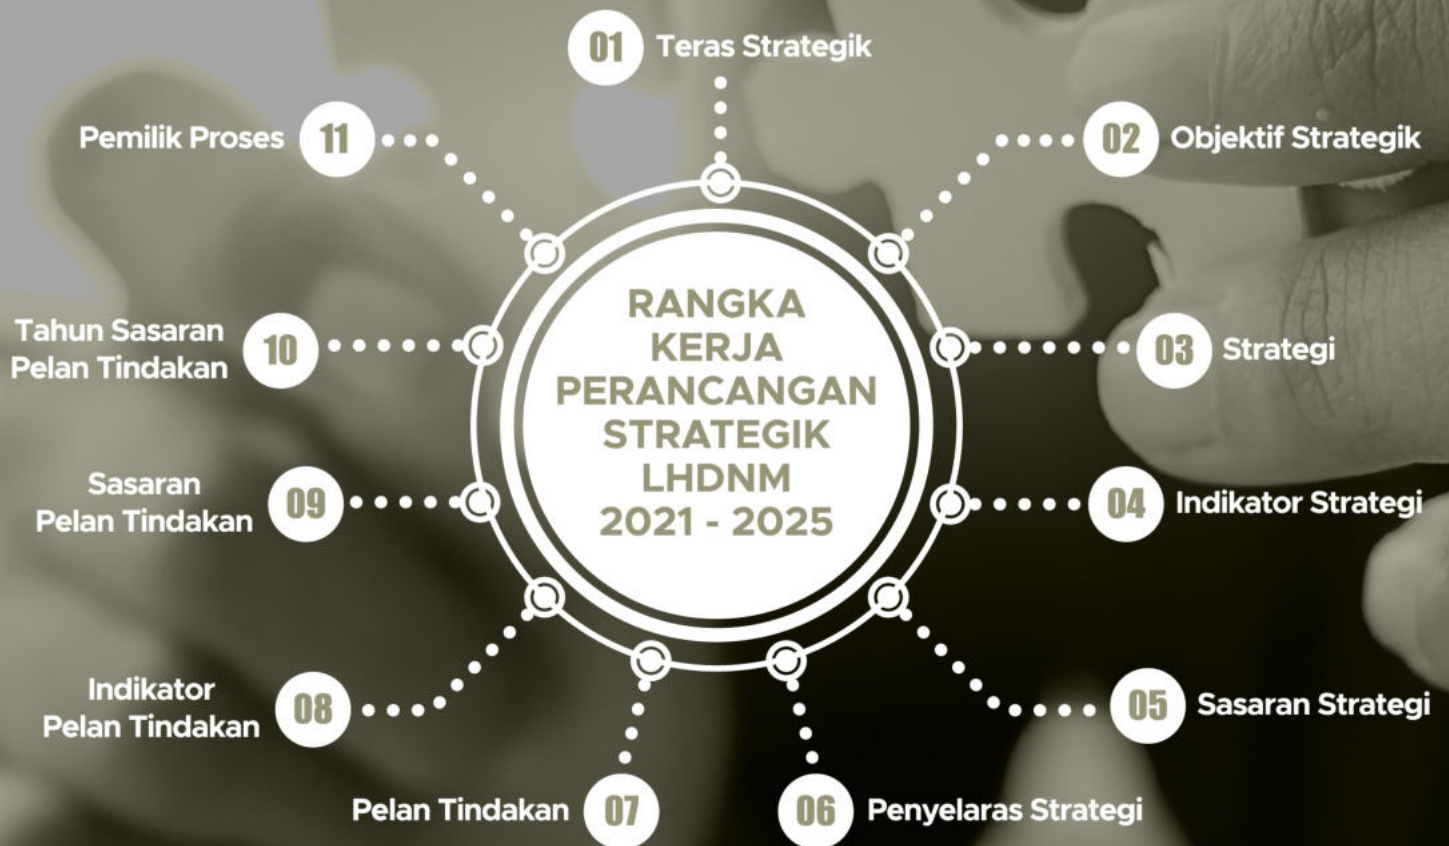 RANGKA
KERJA
PERANCANGAN
STRATEGIK
LHDNM
2021 - 2025
01 Teras Strategik
02 Objektif Strategik
03 Strategi
04 Indikator Strategi
05 Sasaran Strategi
06 Penyelaras Strategi
07 Pelan Tindakan
08 Indikator
Pelan Tindakan
09 Sasaran
Pelan Tindakan
10 Tahun Sasaran
Pelan Tindakan
11 Pemilik Proses